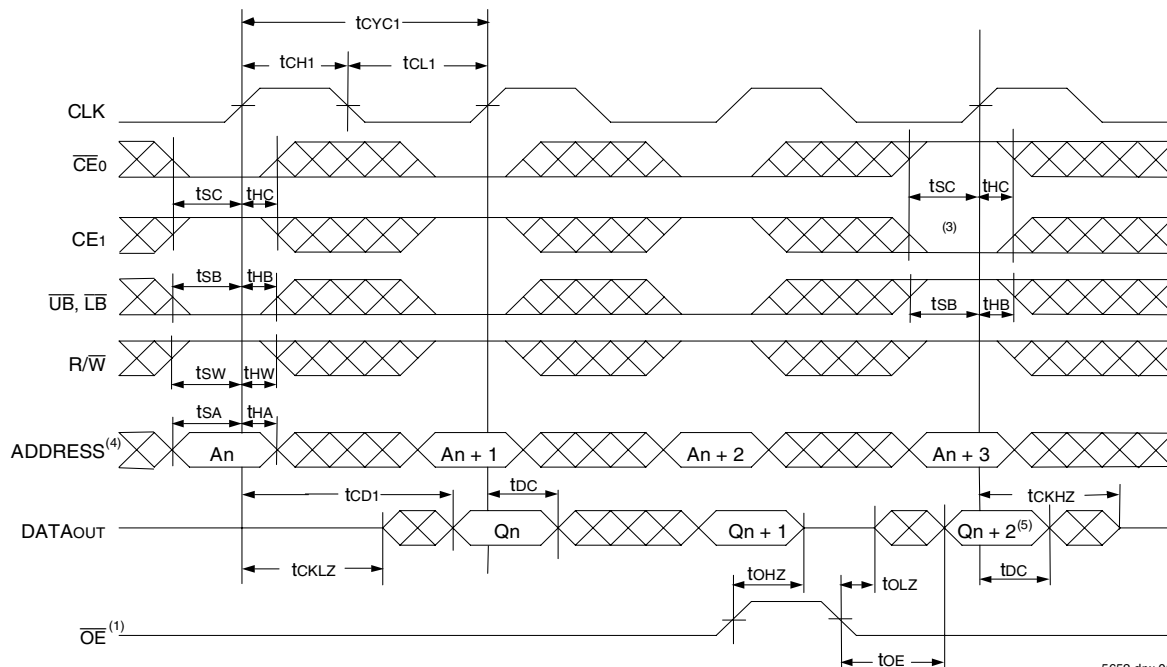 tCYC1
tCH1 tCL1
CLK
CE0
tSC tHC tSC tHC
CE1 (3)
tSB tHB
UB, LB tSB tHB
R/W
tSW tHW
tSA tHA
ADDRESS(4) An An + 1 An + 2 An + 3
tCD1 tDC tCKHZ
DATAOUT Qn Qn + 1 Qn + 2(5)
tCKLZ tOHZ tOLZ tDC
OE(1)
tOE